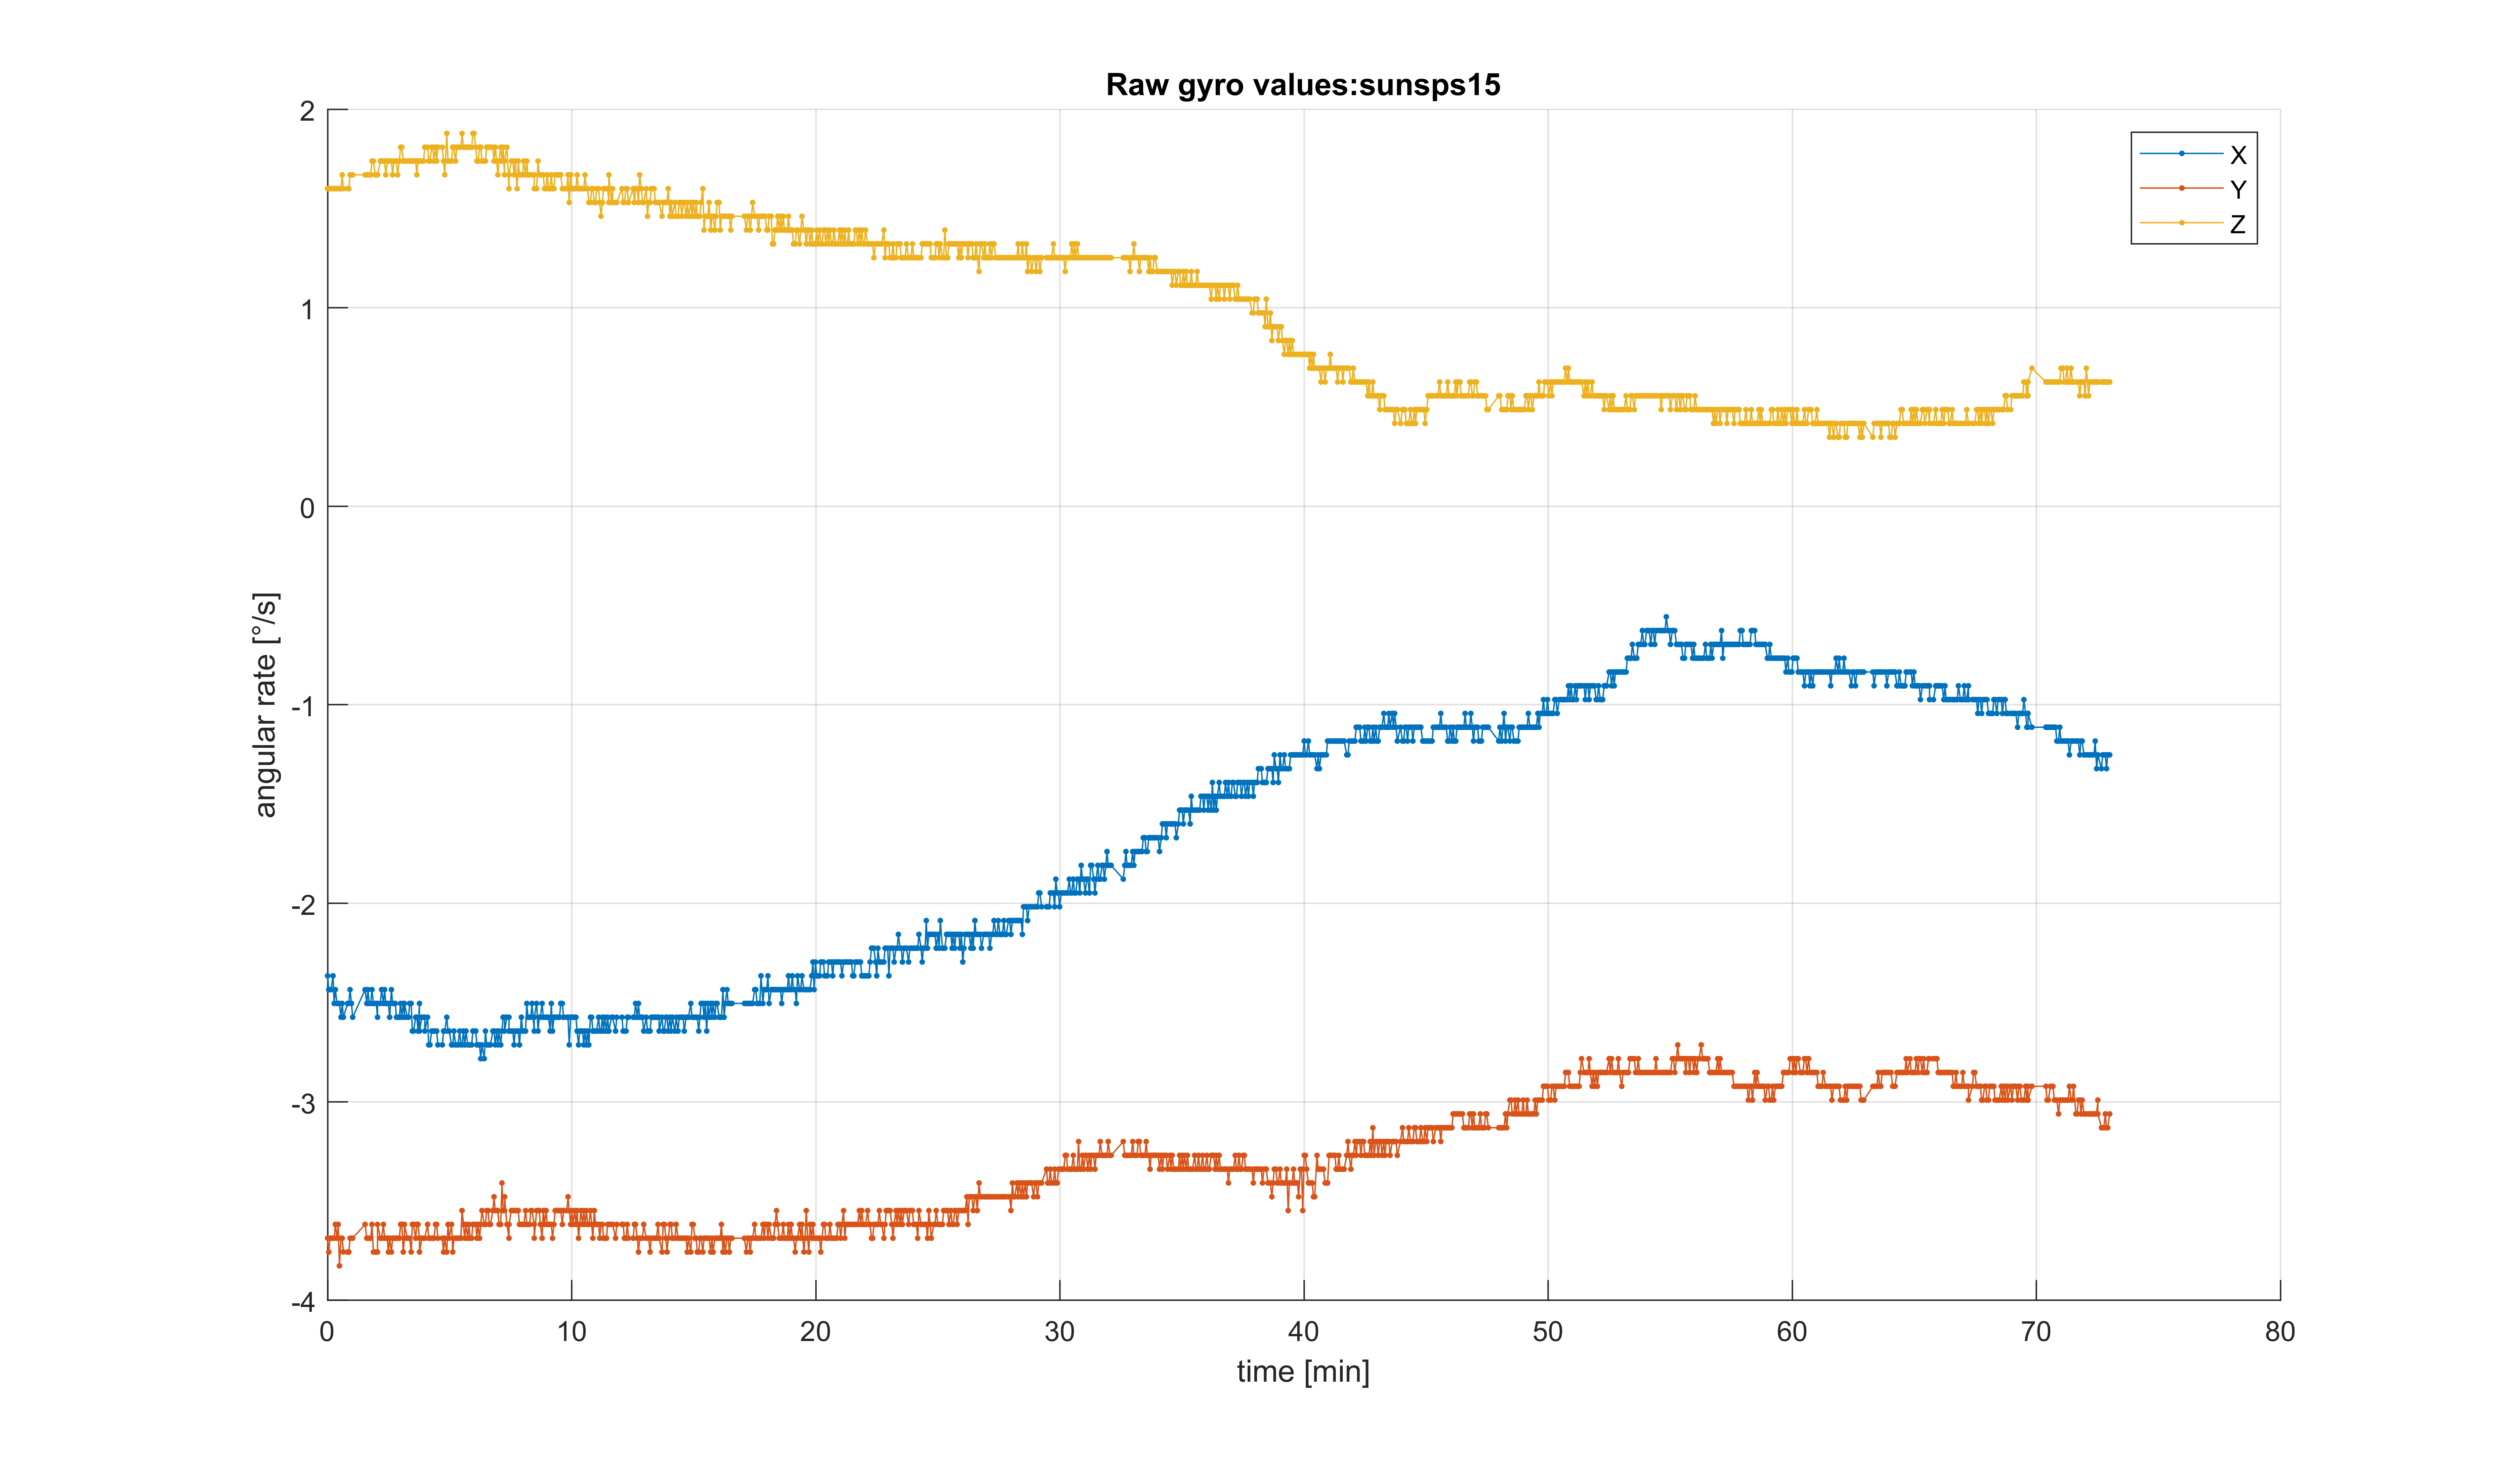 Raw gyro values:sunsps15
2
1
0
-1
-2
-3
-4
angular rate [°/s]
X
Y
Z
0 10 20 30 40 50 60 70 80
time [min]